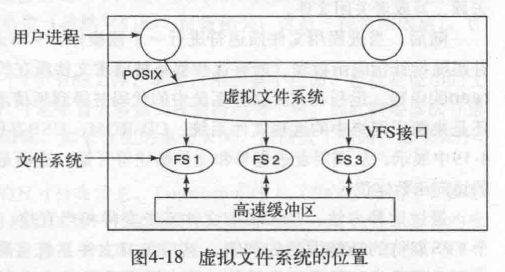 用户进程
POSIX
虚拟文件系统
VFS接口
文件系统
FS 1
FS 2
FS 3
高速缓冲区
图4-18 虚拟文件系统的位置